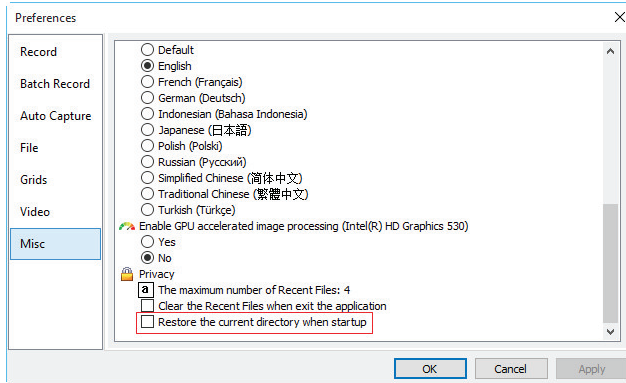 Preferences
Record
Batch Record
Auto Capture
File
Grids
Video
Misc
Default
English
French (Français)
German (Deutsch)
Indonesian (Bahasa Indonesia)
Japanese (日本語)
Polish (Polski)
Russian (Русский)
Simplified Chinese (简体中文)
Traditional Chinese (繁體中文)
Turkish (Türkçe)
Enable GPU accelerated image processing (Intel(R) HD Graphics 530)
Yes
No
Privacy
a The maximum number of Recent Files: 4
Clear the Recent Files when exit the application
Restore the current directory when startup
OK Cancel Apply